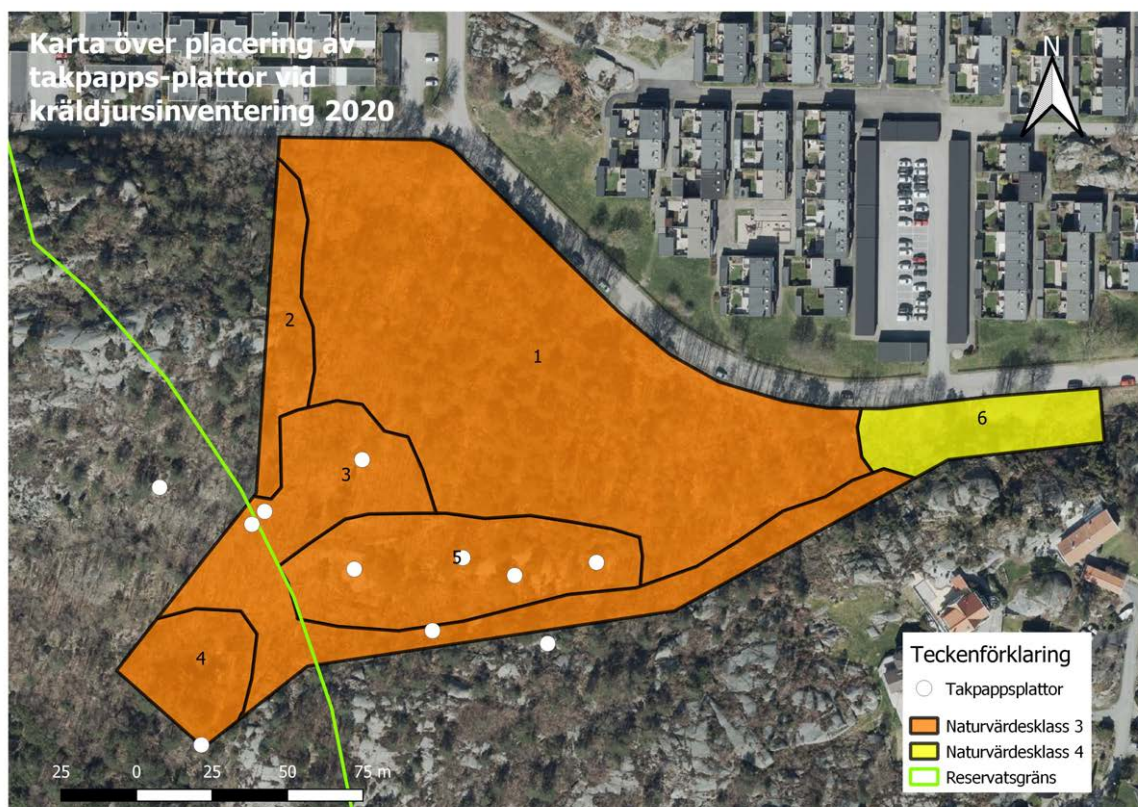 Karta över placering av
takpapps-plattor vid
kräldjursinventering 2020
N
1
2
3
4
5
6
Teckenförklaring
Takpappsplattor
Naturvärdesklass 3
Naturvärdesklass 4
Reservatsgräns
25 0 25 50 75 m